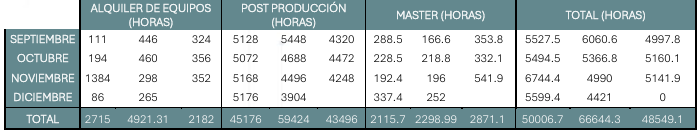 ALQUILER DE EQUIPOS (HORAS) POST PRODUCCIÓN (HORAS) MASTER (HORAS) TOTAL (HORAS)
SEPTIEMBRE 111 446 324 5128 5448 4320 288.5 166.6 353.8 5527.5 6060.6 4997.8
OCTUBRE 194 460 356 5072 4688 4472 228.5 218.8 332.1 5494.5 5366.8 5160.1
NOVIEMBRE 1384 298 352 5168 4496 4248 192.4 196 541.9 6744.4 4990 5141.9
DICIEMBRE 86 265 5176 3904 337.4 252 5599.4 4421 0
TOTAL 2715 4921.31 2182 45176 59424 43496 2115.7 2298.99 2871.1 50006.7 66644.3 48549.1